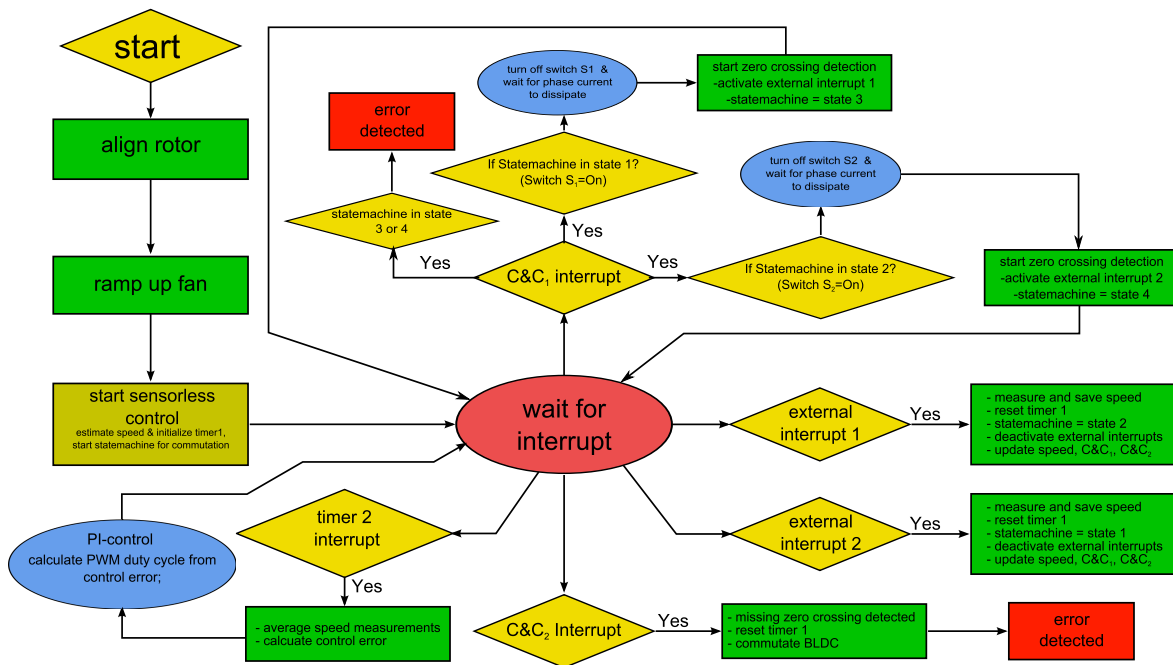 start
align rotor
ramp up fan
start sensorless
control
estimate speed & initialize timer1,
start statemachine for commutation
error
detected
statemachine in state
3 or 4
Yes
turn off switch S1 &
wait for phase current
to dissipate
start zero crossing detection
-activate external interrupt 1
-statemachine = state 3
If Statemachine in state 1?
(Switch S₁=On)
Yes
C&C₁ interrupt
Yes
turn off switch S2 &
wait for phase current
to dissipate
If Statemachine in state 2?
(Switch S₂=On)
start zero crossing detection
-activate external interrupt 2
-statemachine = state 4
wait for
interrupt
external
interrupt 1
Yes
- measure and save speed
- reset timer 1
- statemachine = state 2
- deactivate external interrupts
- update speed, C&C₁, C&C₂
external
interrupt 2
Yes
- measure and save speed
- reset timer 1
- statemachine = state 1
- deactivate external interrupts
- update speed, C&C₁, C&C₂
timer 2
interrupt
Yes
- average speed measurements
- calcuate control error
PI-control
calculate PWM duty cycle from
control error;
C&C₂ Interrupt
Yes
- missing zero crossing detected
- reset timer 1
- commutate BLDC
error
detected